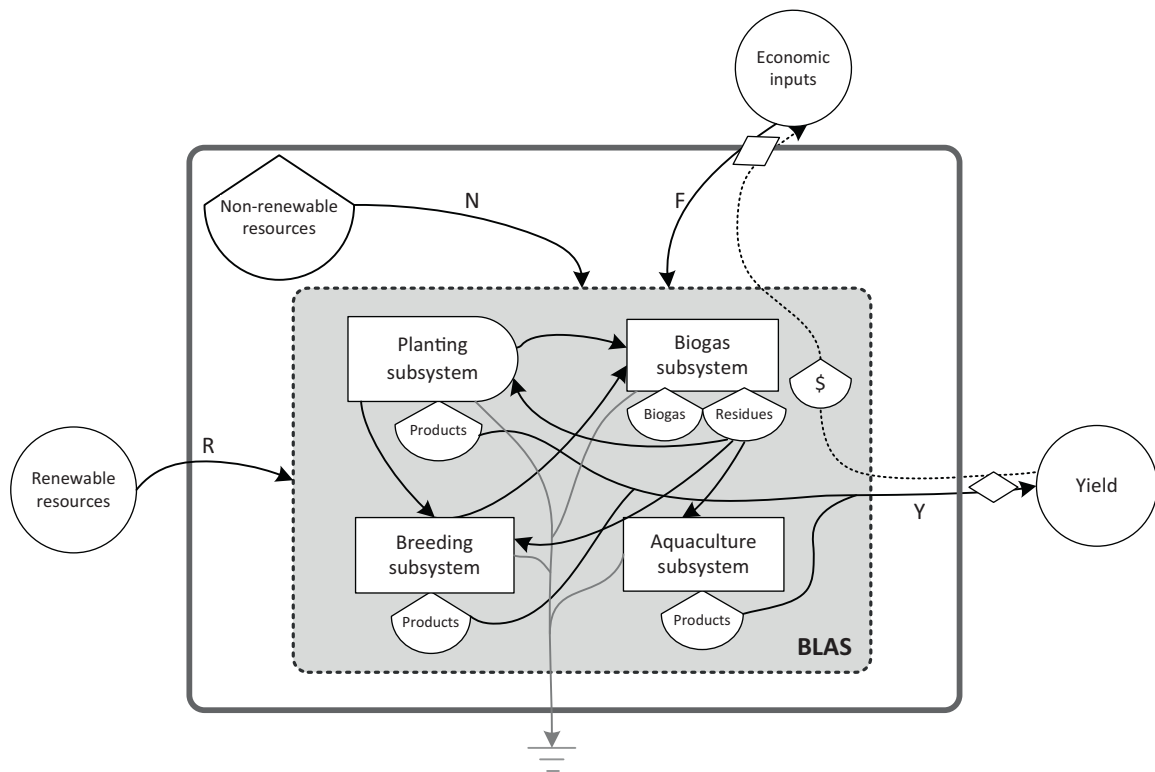 Economic
inputs
Non-renewable
resources
N
F
Planting
subsystem
Biogas
subsystem
$
Products
Biogas
Residues
R
Renewable
resources
Yield
Y
Breeding
subsystem
Aquaculture
subsystem
Products
Products
BLAS